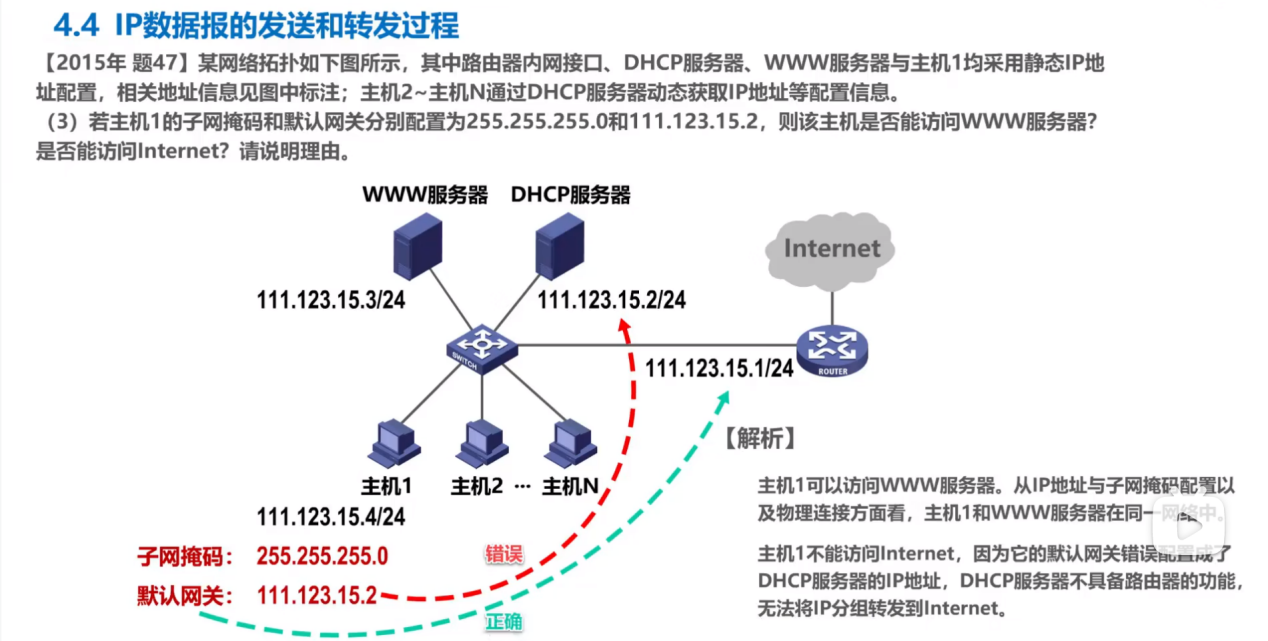 4.4 IP数据报的发送和转发过程
【2015年 题47】某网络拓扑如下图所示，其中路由器内网接口、DHCP服务器、WWW服务器与主机1均采用静态IP地
址配置，相关地址信息见图中标注；主机2~主机N通过DHCP服务器动态获取IP地址等配置信息。
（3）若主机1的子网掩码和默认网关分别配置为255.255.255.0和111.123.15.2，则该主机是否能访问WWW服务器？
是否能访问Internet？请说明理由。
WWW服务器 DHCP服务器
Internet
111.123.15.3/24
111.123.15.2/24
SWITCH
111.123.15.1/24
ROUTER
【解析】
主机1 主机2 ··· 主机N
111.123.15.4/24
子网掩码： 255.255.255.0
错误
默认网关： 111.123.15.2
正确
主机1可以访问WWW服务器。从IP地址与子网掩码配置以
及物理连接方面看，主机1和WWW服务器在同一网络中。
主机1不能访问Internet，因为它的默认网关错误配置成了
DHCP服务器的IP地址，DHCP服务器不具备路由器的功能，
无法将IP分组转发到Internet。